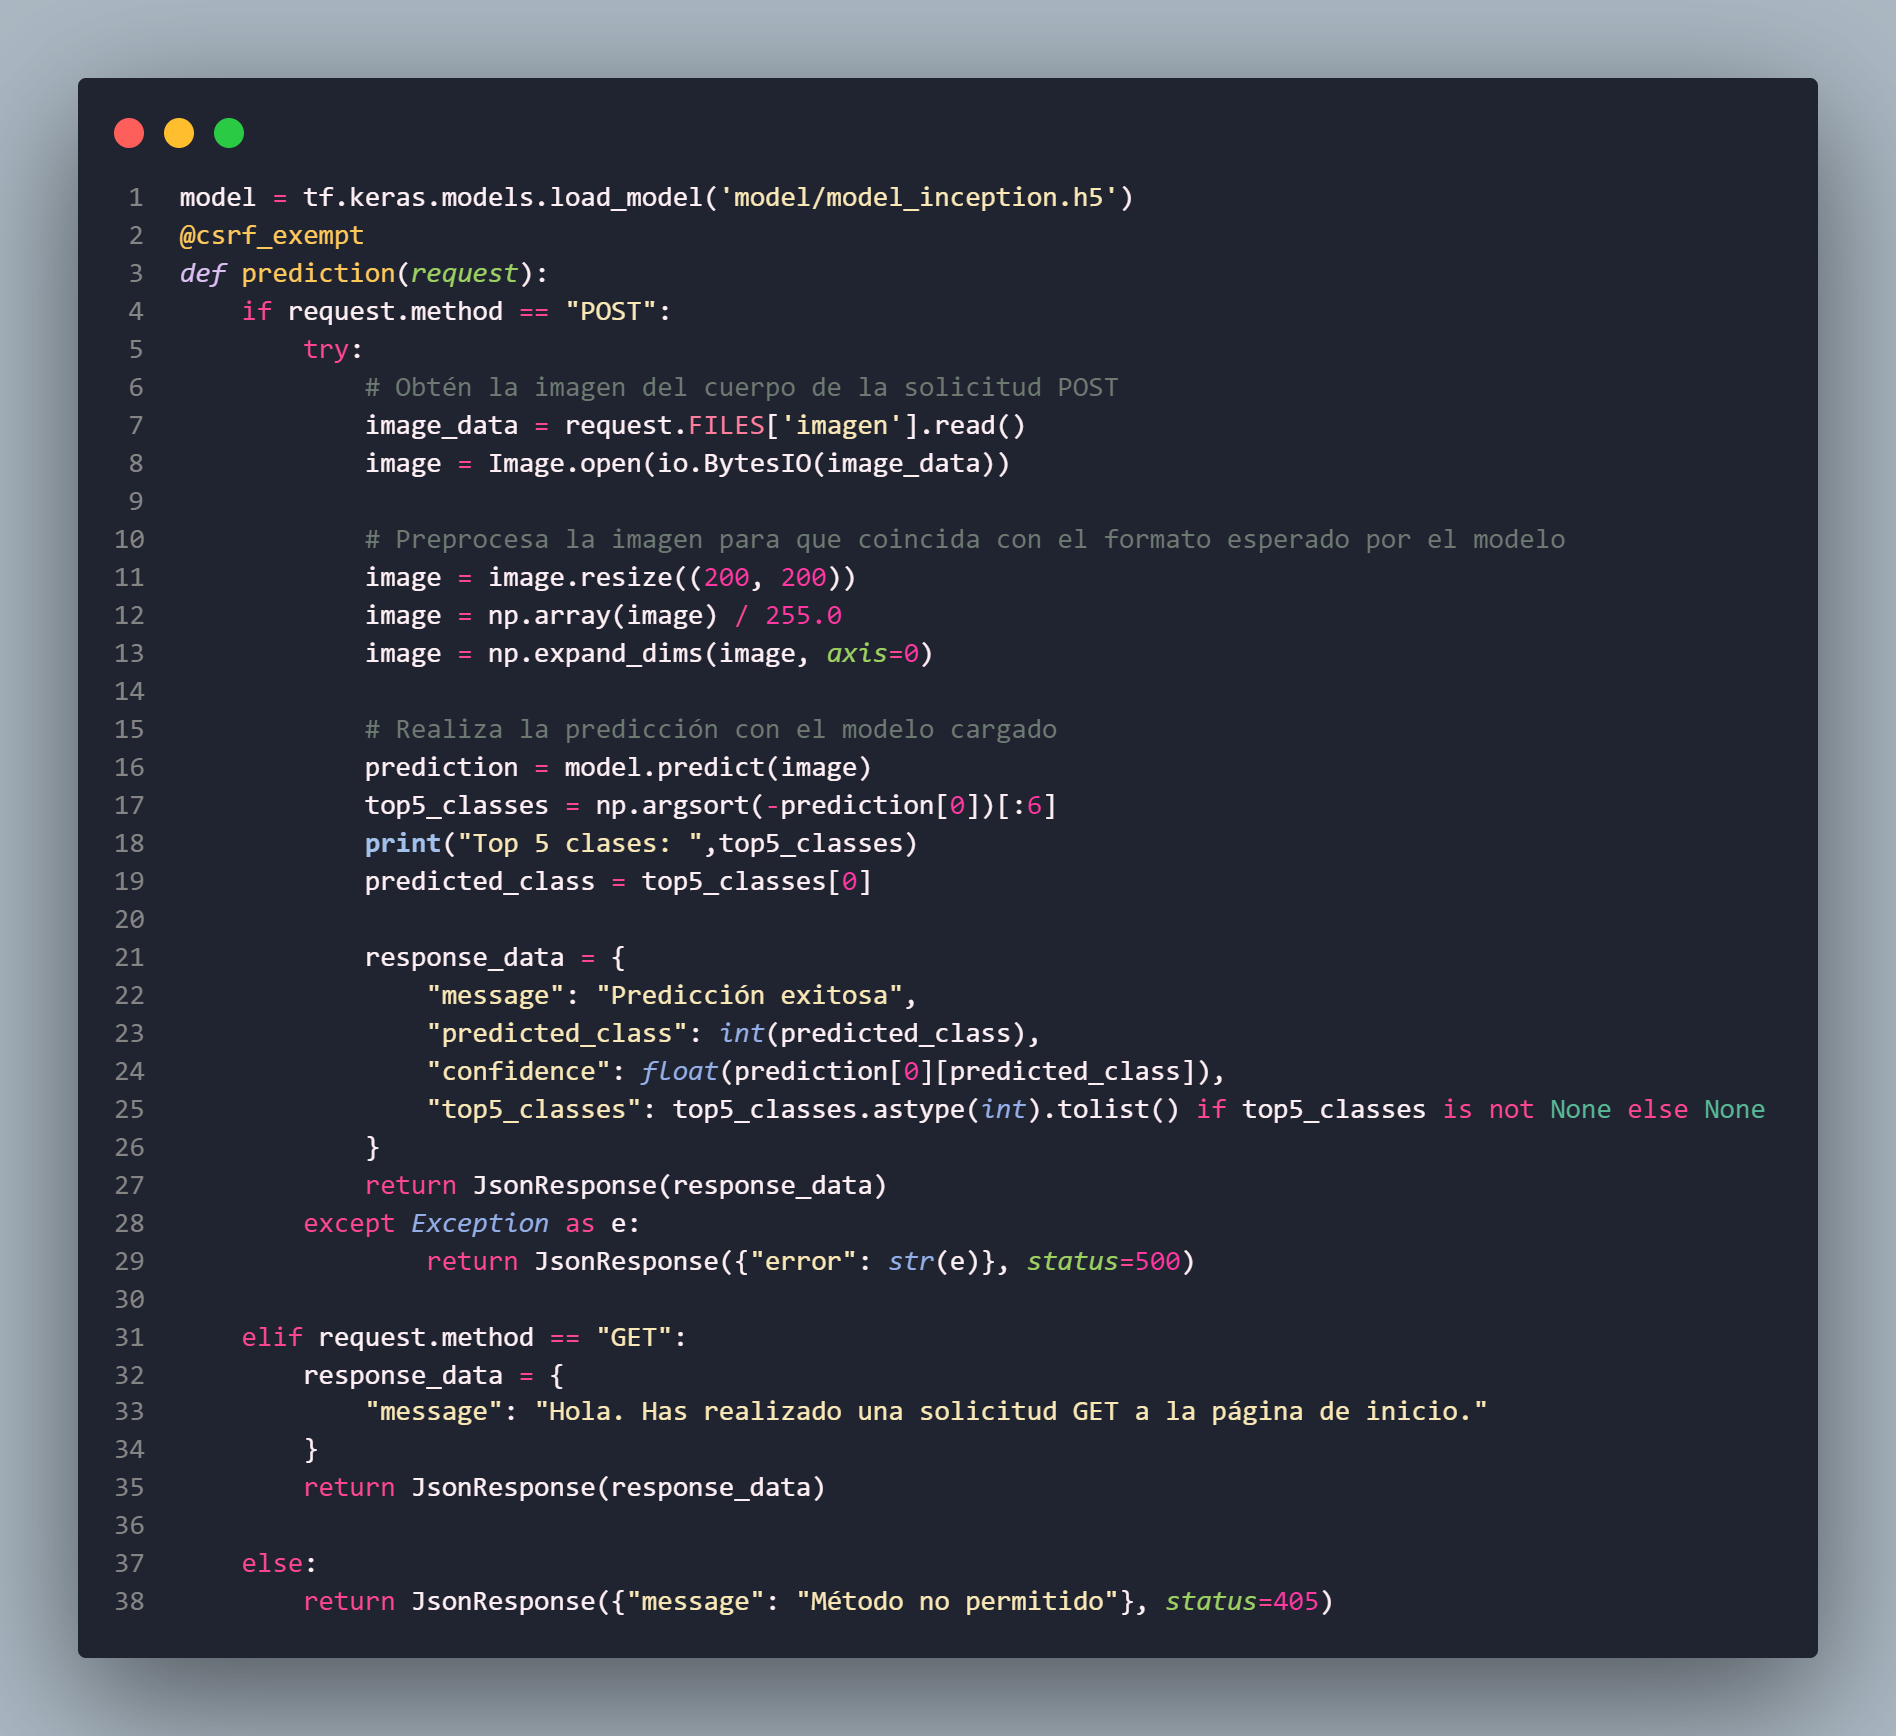 1 model = tf.keras.models.load_model('model/model_inception.h5')
2 @csrf_exempt
3 def prediction(request):
4     if request.method == "POST":
5         try:
6             # Obtén la imagen del cuerpo de la solicitud POST
7             image_data = request.FILES['imagen'].read()
8             image = Image.open(io.BytesIO(image_data))
9
10             # Preprocesa la imagen para que coincida con el formato esperado por el modelo
11             image = image.resize((200, 200))
12             image = np.array(image) / 255.0
13             image = np.expand_dims(image, axis=0)
14
15             # Realiza la predicción con el modelo cargado
16             prediction = model.predict(image)
17             top5_classes = np.argsort(-prediction[0])[:6]
18             print("Top 5 clases: ",top5_classes)
19             predicted_class = top5_classes[0]
20
21             response_data = {
22                 "message": "Predicción exitosa",
23                 "predicted_class": int(predicted_class),
24                 "confidence": float(prediction[0][predicted_class]),
25                 "top5_classes": top5_classes.astype(int).tolist() if top5_classes is not None else None
26             }
27             return JsonResponse(response_data)
28         except Exception as e:
29                 return JsonResponse({"error": str(e)}, status=500)
30
31     elif request.method == "GET":
32         response_data = {
33             "message": "Hola. Has realizado una solicitud GET a la página de inicio."
34         }
35         return JsonResponse(response_data)
36
37     else:
38         return JsonResponse({"message": "Método no permitido"}, status=405)